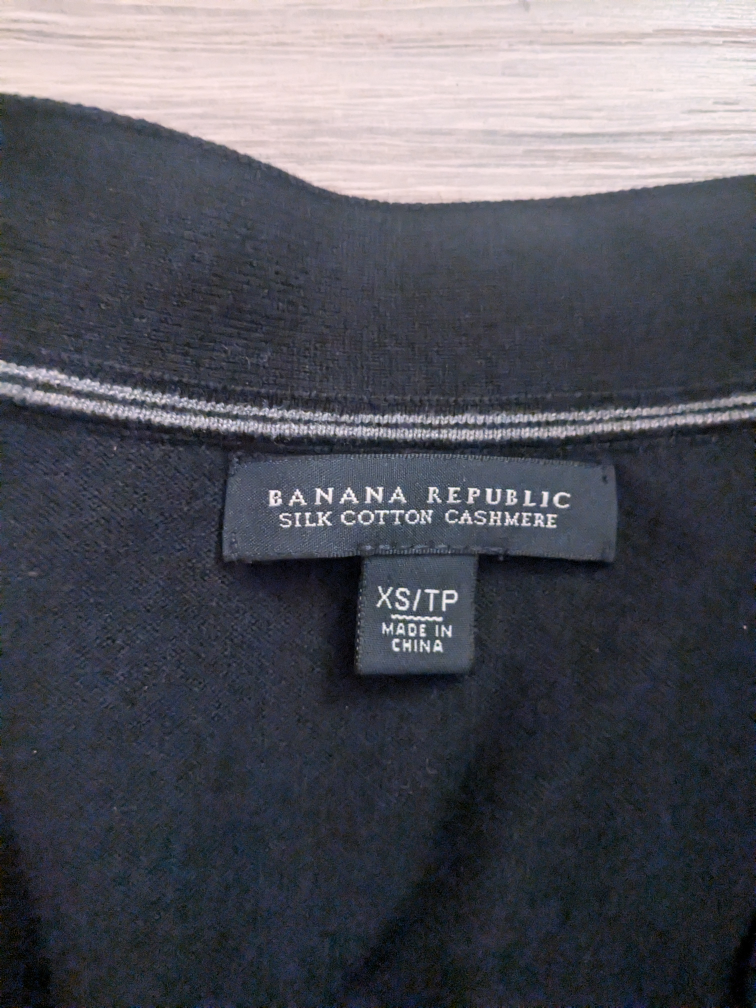 BANANA REPUBLIC
SILK COTTON CASHMERE
XS/TP
MADE IN
CHINA